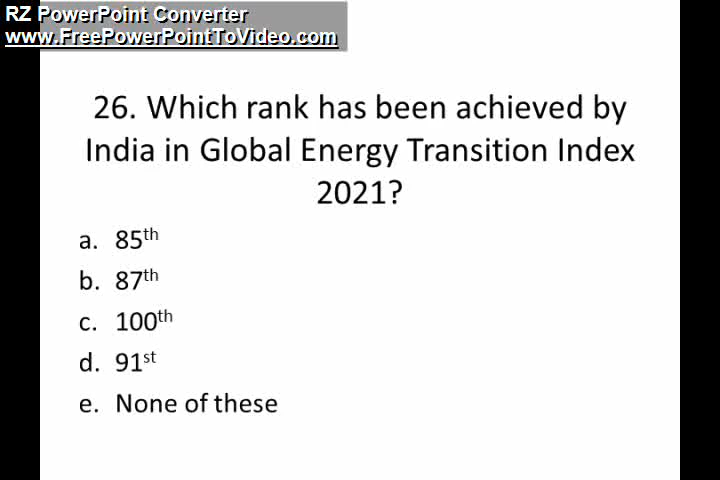 RZ PowerPoint Converter
www.FreePowerPointToVideo.com
26. Which rank has been achieved by
India in Global Energy Transition Index
2021?
a. 85th
b. 87th
c. 100th
d. 91st
e. None of these